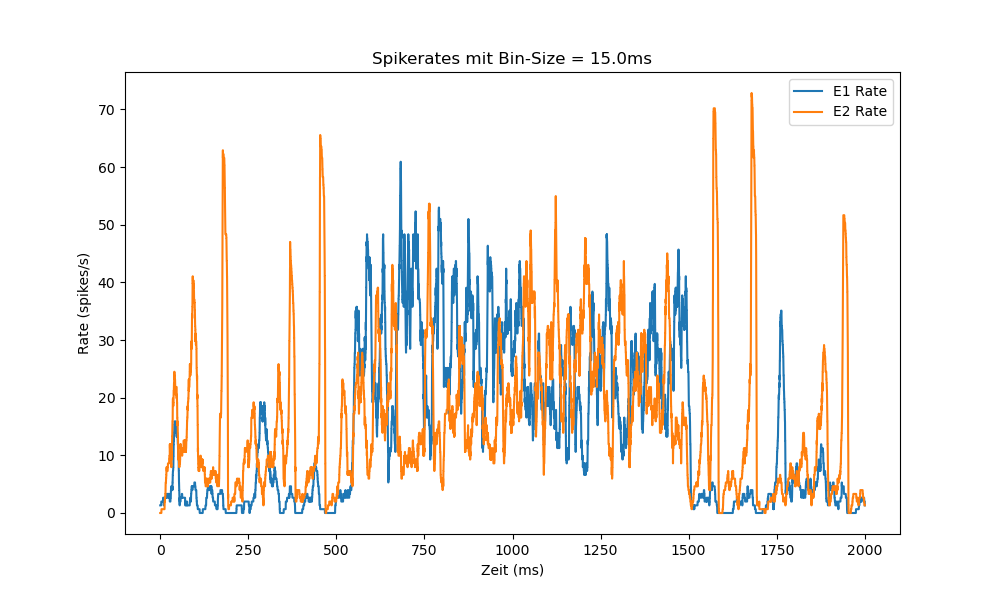 Spikerates mit Bin-Size = 15.0ms
E1 Rate
E2 Rate
70
60
50
40
30
20
10
0
Rate (spikes/s)
0 250 500 750 1000 1250 1500 1750 2000
Zeit (ms)